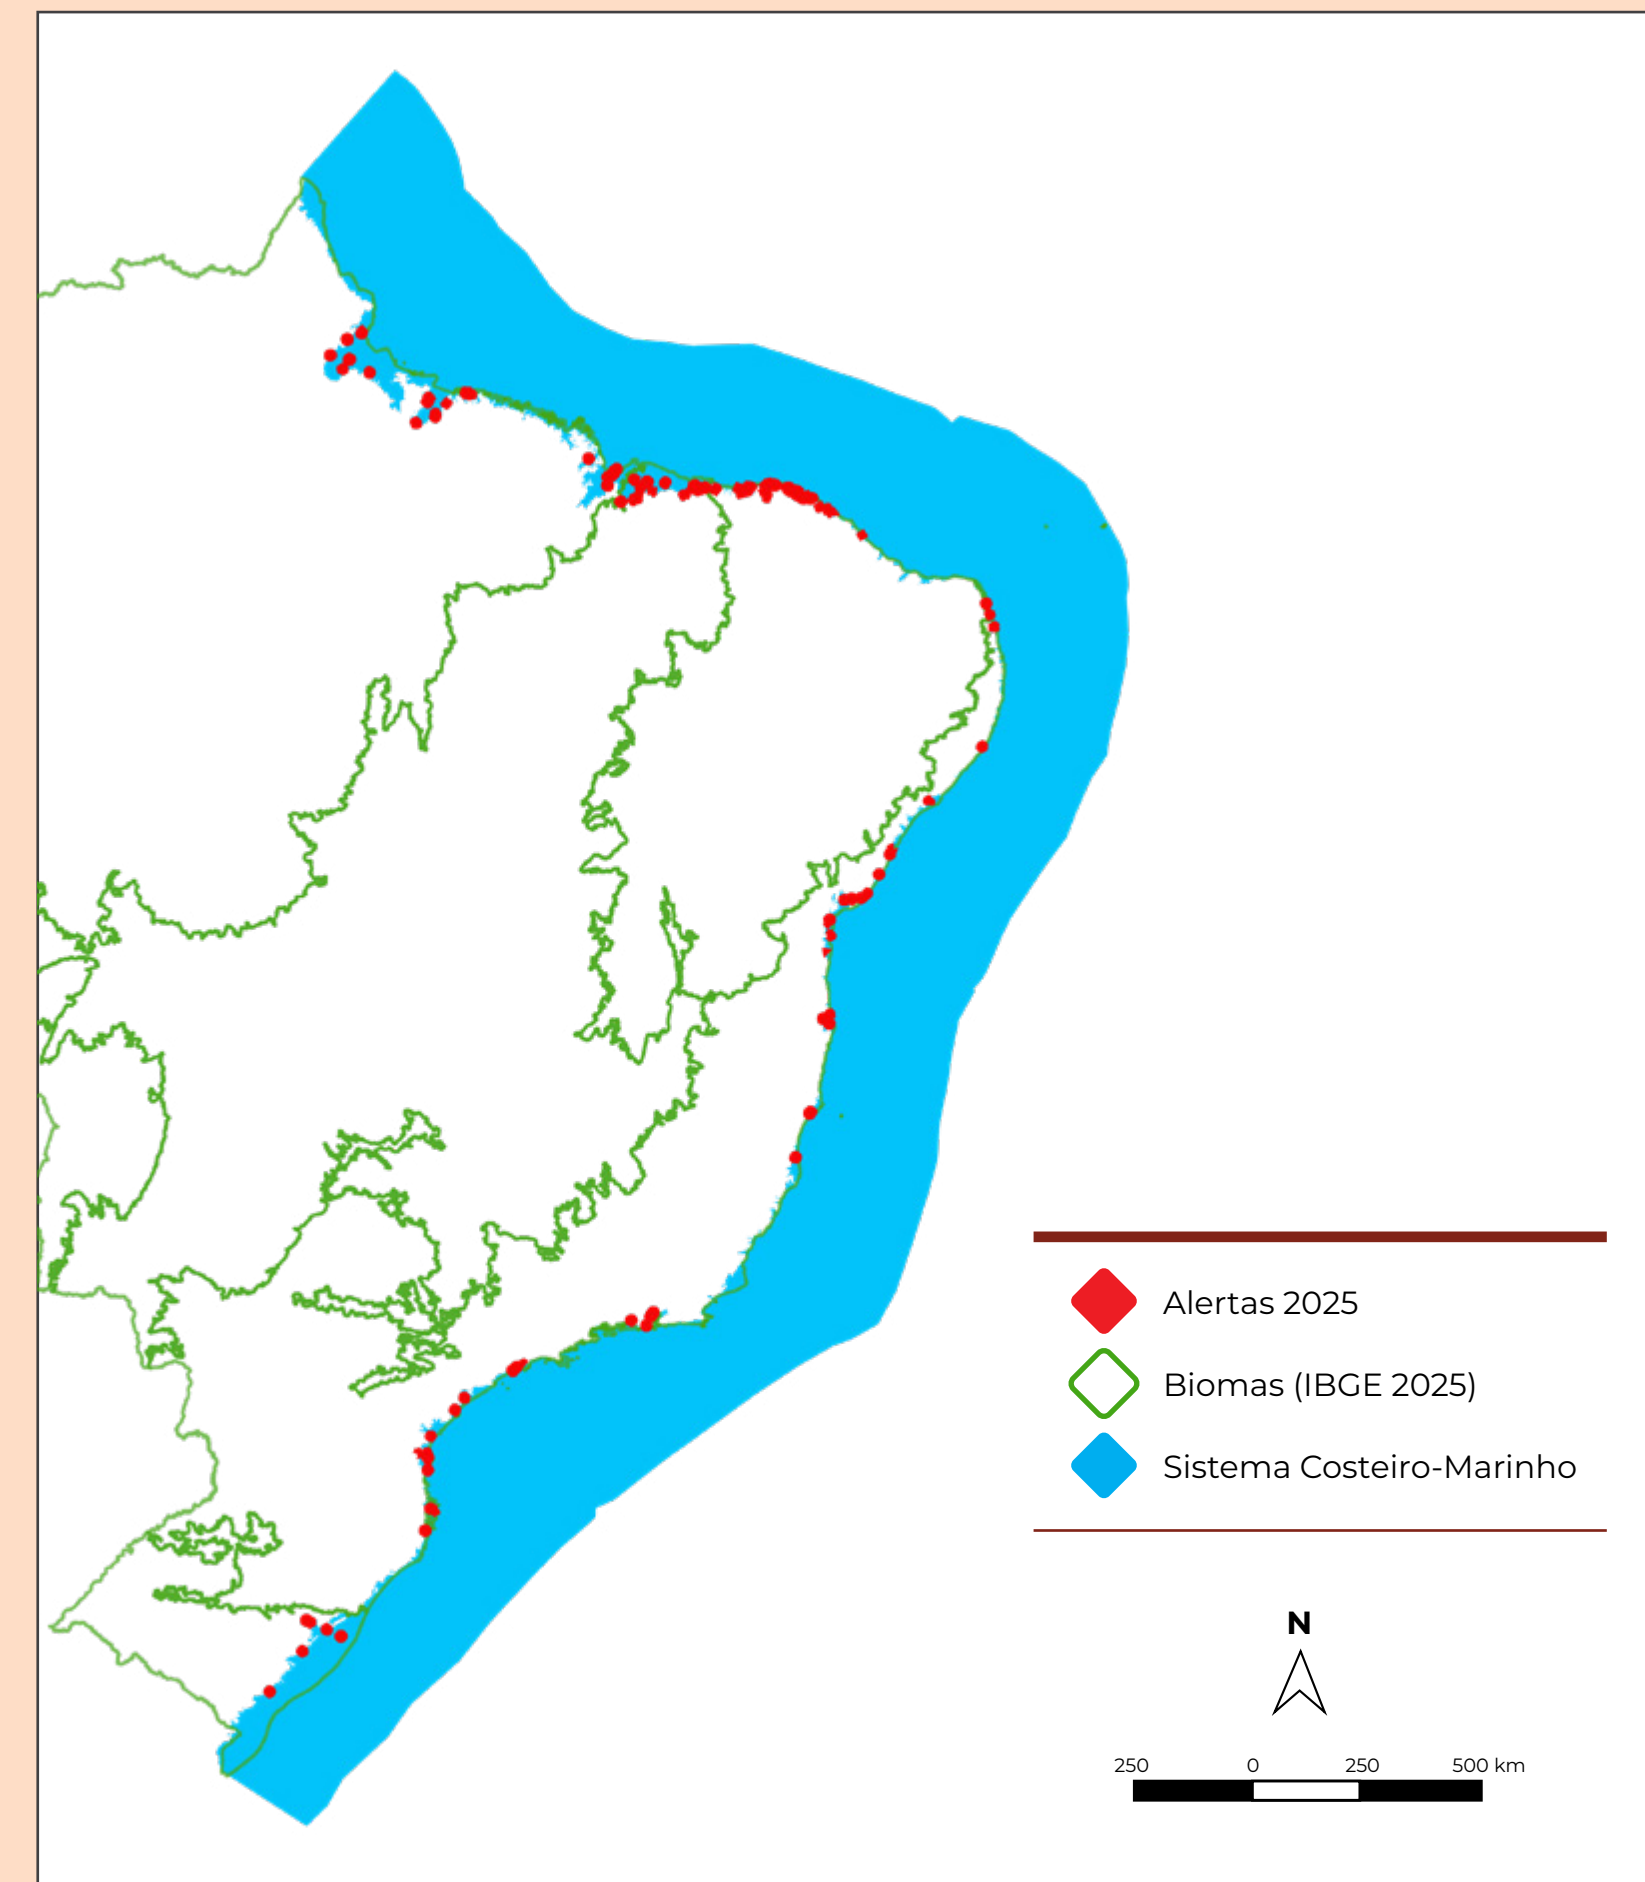 Alertas 2025
Biomas (IBGE 2025)
Sistema Costeiro-Marinho
N
250 0 250 500 km